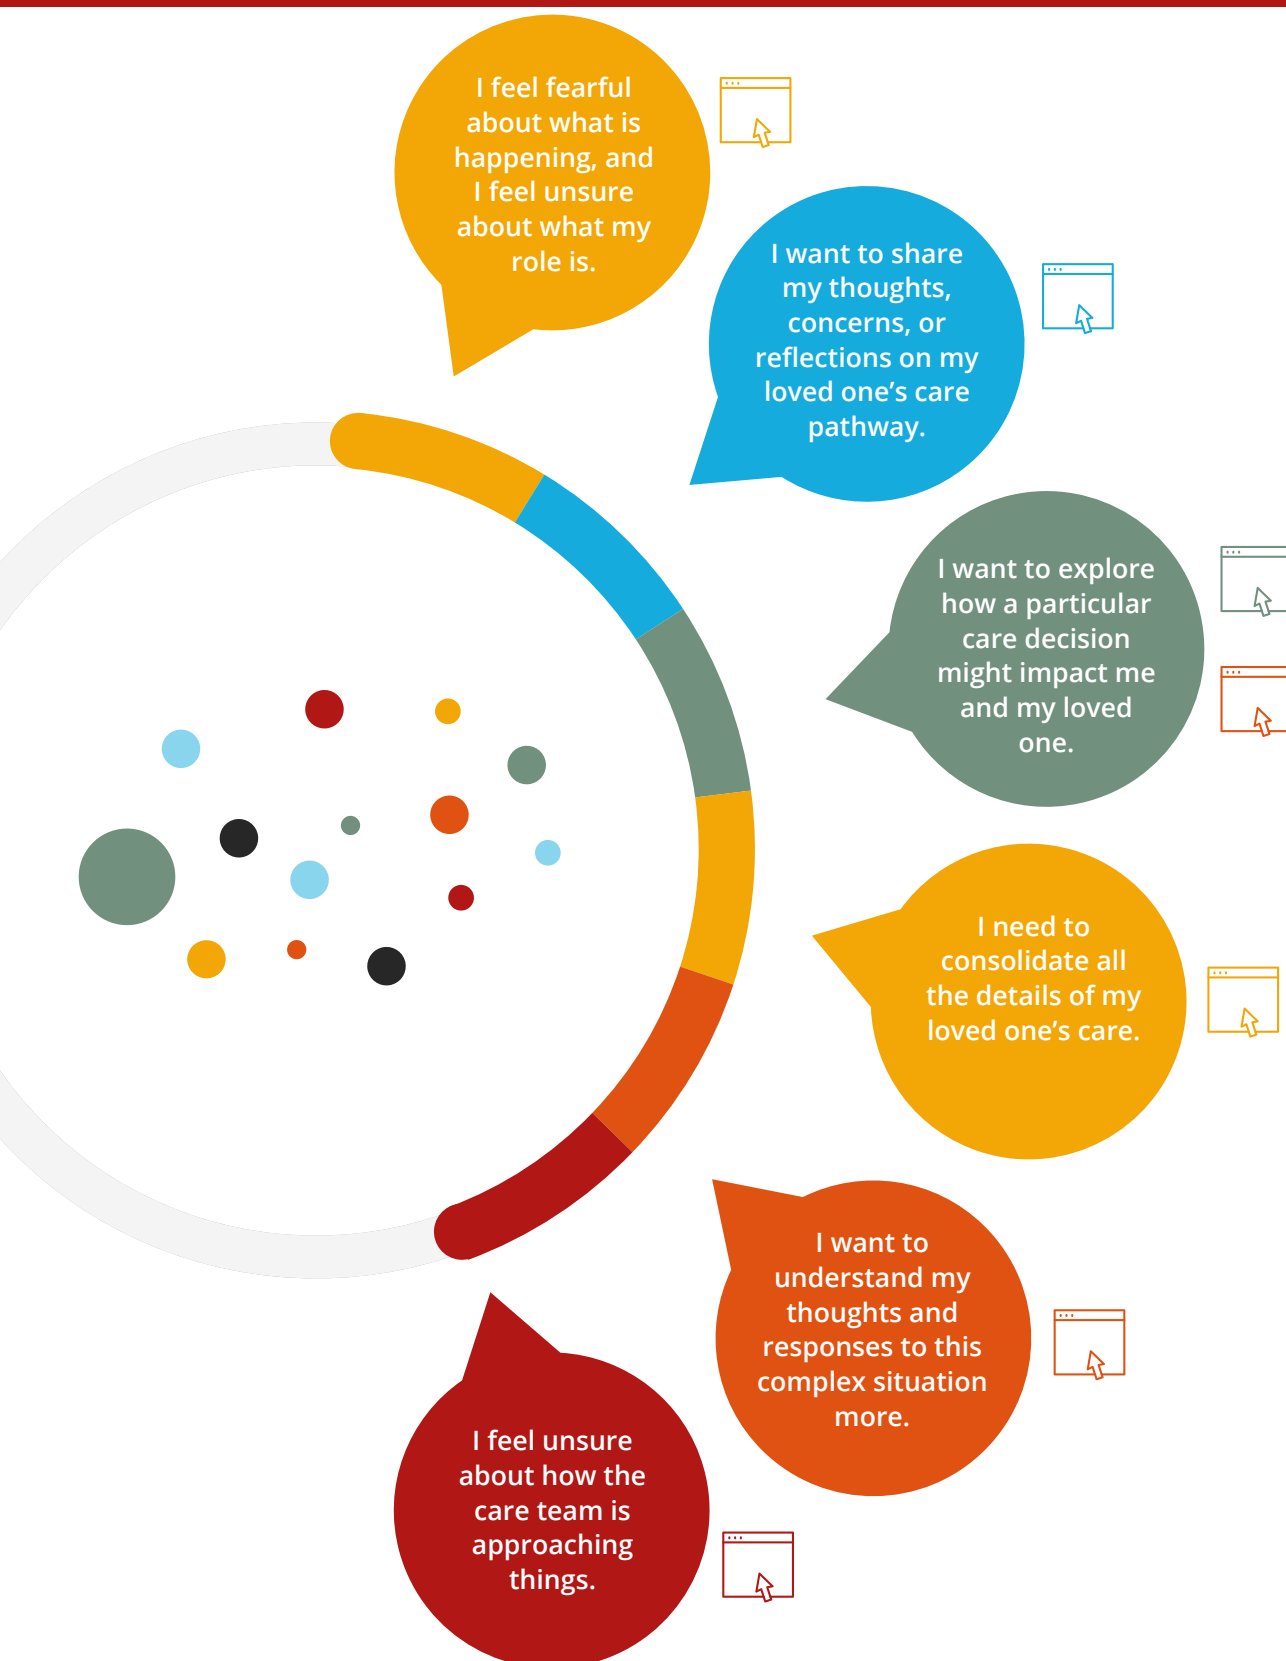 I feel fearful
about what is
happening, and
I feel unsure
about what my
role is.
I want to share
my thoughts,
concerns, or
reflections on my
loved one’s care
pathway.
I want to explore
how a particular
care decision
might impact me
and my loved
one.
I need to
consolidate all
the details of my
loved one’s care.
I want to
understand my
thoughts and
responses to this
complex situation
more.
I feel unsure
about how the
care team is
approaching
things.